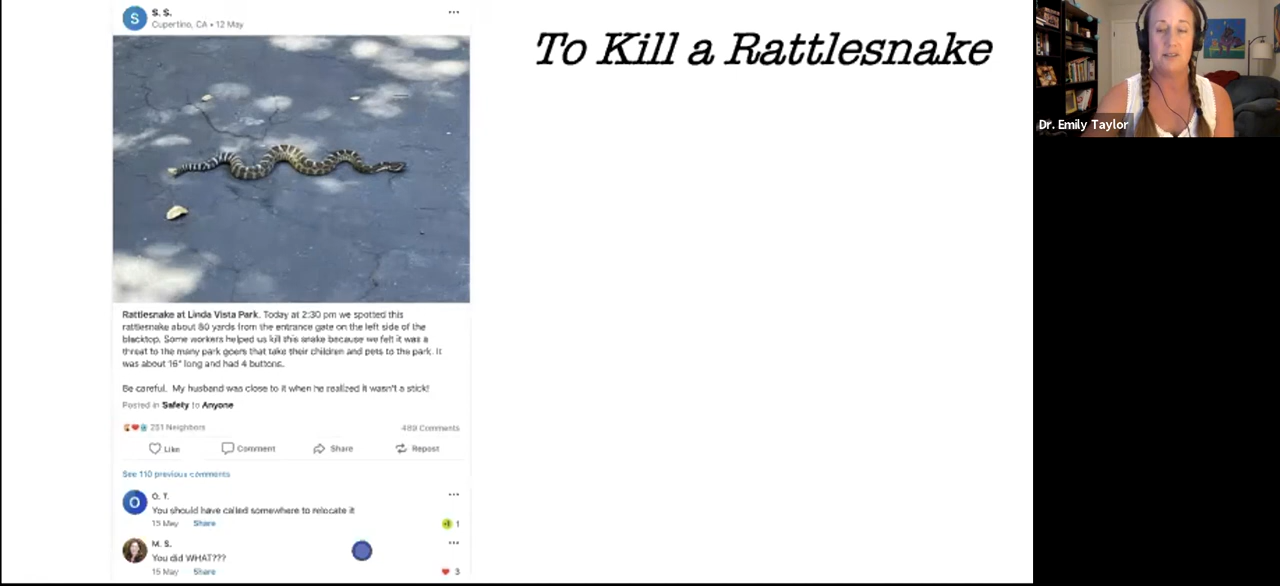 S
S. S.
Cupertino, CA • 12 May
To Kill a Rattlesnake
Dr. Emily Taylor
Rattlesnake at Linda Vista Park. Today at 2:30 pm we spotted this
rattlesnake about 80 yards from the entrance gate on the left side of the
blacktop. Some workers helped us kill this snake because we felt it was a
threat to the many park goers that take their children and pets to the park. It
was about 16" long and had 4 buttons.
Be careful. My husband was close to it when he realized it wasn't a stick!
Posted in Safety to Anyone
251 Neighbors
489 Comments
Like
Comment
Share
Repost
See 110 previous comments
O
O. T.
You should have called somewhere to relocate it
15 May Share
1
M. S.
You did WHAT???
15 May Share
3